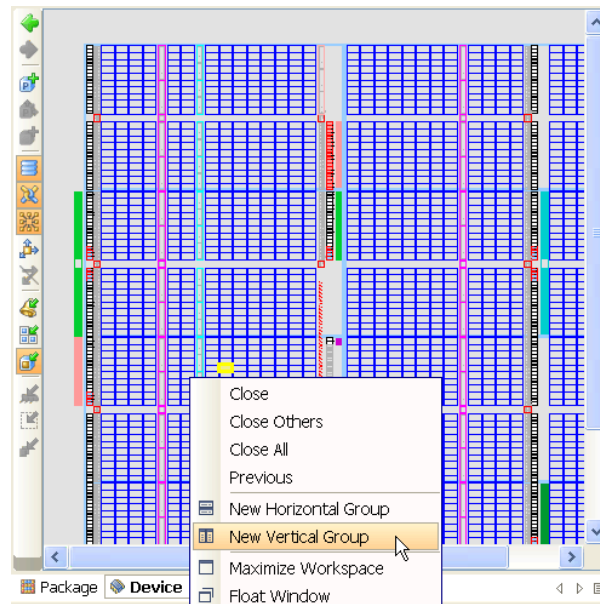 Close
Close Others
Close All
Previous
New Horizontal Group
New Vertical Group
Maximize Workspace
Float Window
Package
Device